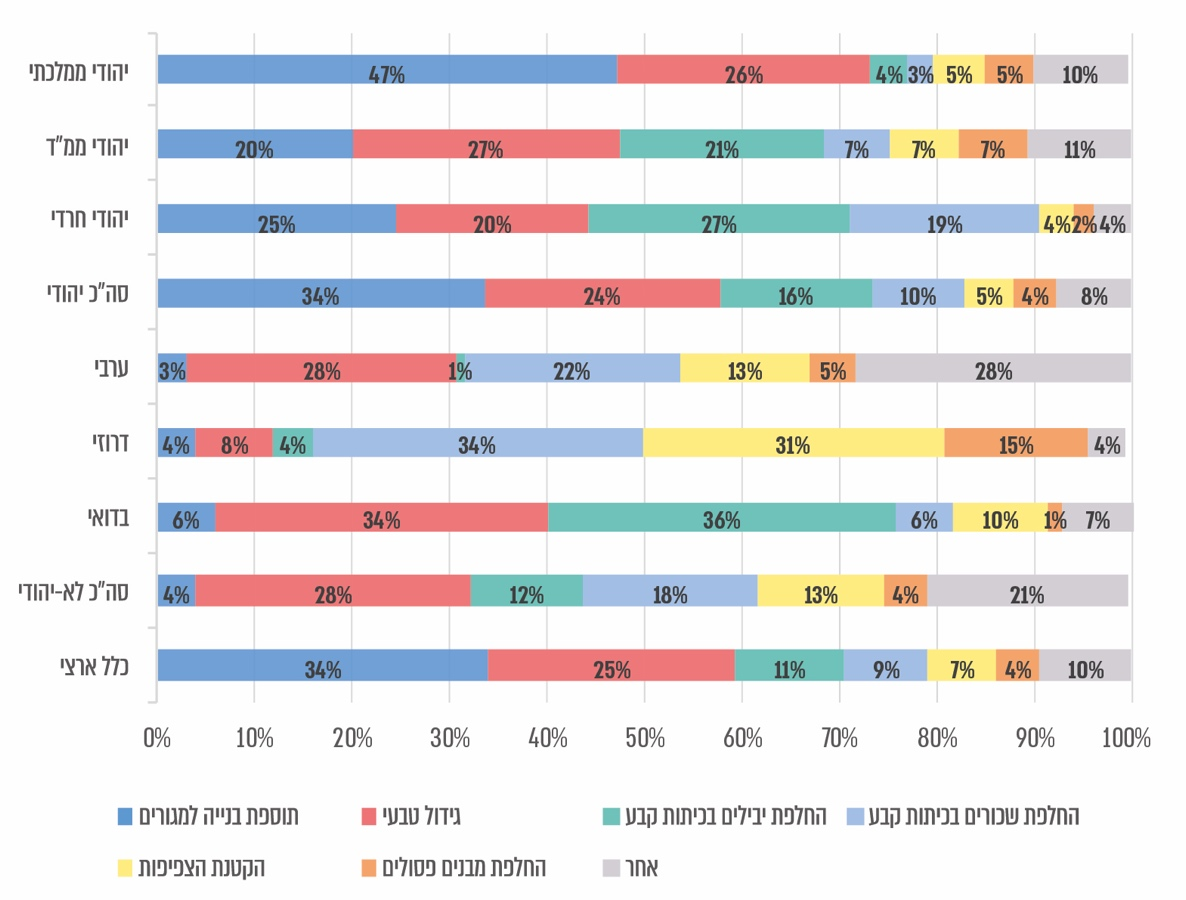 יהודי ממלכתי 47% 26% 4% 3% 5% 5% 10%
יהודי ממ"ד 20% 27% 21% 7% 7% 7% 11%
יהודי חרדי 25% 20% 27% 19% 4% 2% 4%
סה"כ יהודי 34% 24% 16% 10% 5% 4% 8%
ערבי 3% 28% 1% 22% 13% 5% 28%
דרוזי 4% 8% 4% 34% 31% 15% 4%
בדואי 6% 34% 36% 6% 10% 1% 7%
סה"כ לא-יהודי 4% 28% 12% 18% 13% 4% 21%
כלל ארצי 34% 25% 11% 9% 7% 4% 10%
0% 10% 20% 30% 40% 50% 60% 70% 80% 90% 100%
תוספת בנייה למגורים גידול טבעי החלפת יבילים בכיתות קבע החלפת שכורים בכיתות קבע
הקטנת הצפיפות החלפת מבנים פסולים אחר